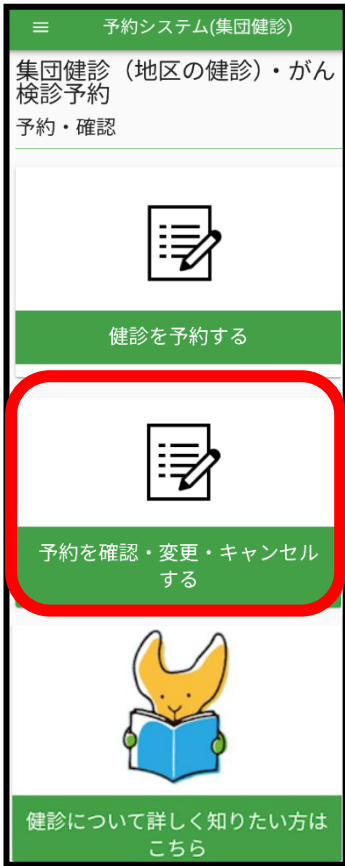 予約システム(集団健診)
集団健診（地区の健診）・がん
検診予約
予約・確認
健診を予約する
予約を確認・変更・キャンセル
する
健診について詳しく知りたい方は
こちら